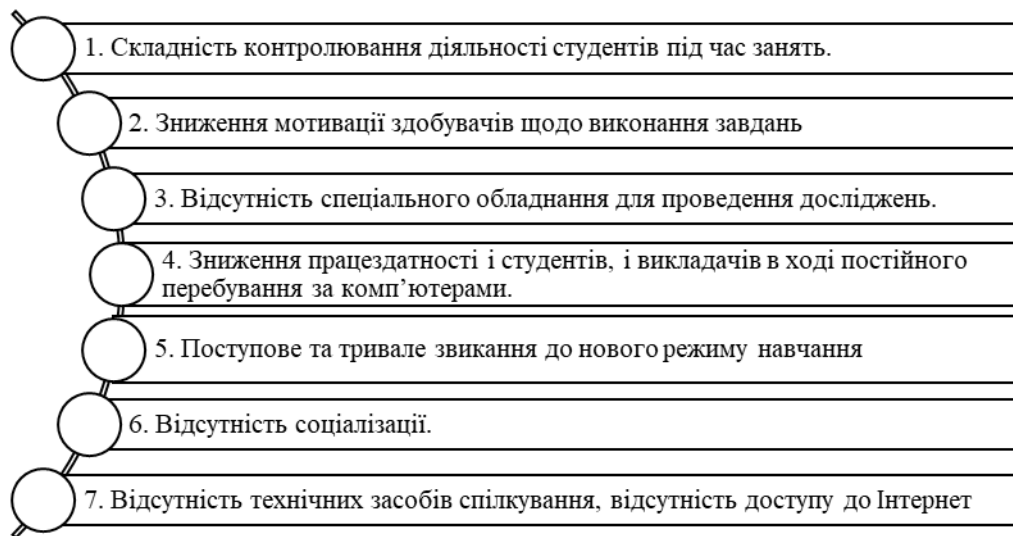 1. Складність контролювання діяльності студентів під час занять.
2. Зниження мотивації здобувачів щодо виконання завдань
3. Відсутність спеціального обладнання для проведення досліджень.
4. Зниження працездатності і студентів, і викладачів в ході постійного
перебування за комп’ютерами.
5. Поступове та тривале звикання до нового режиму навчання
6. Відсутність соціалізації.
7. Відсутність технічних засобів спілкування, відсутність доступу до Інтернет